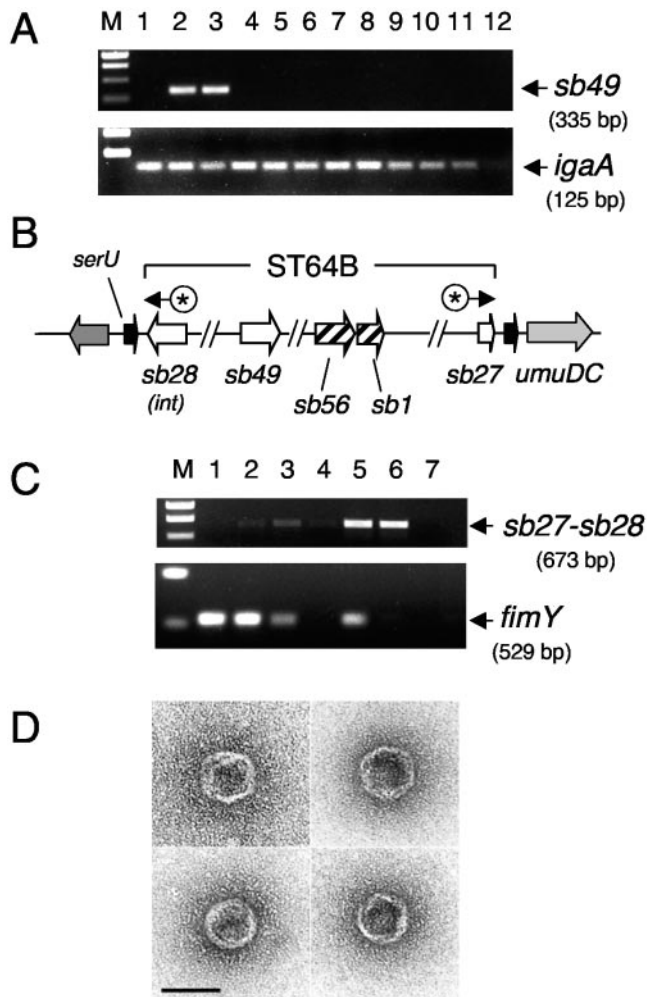 A
M 1 2 3 4 5 6 7 8 9 10 11 12
sb49
(335 bp)
igaA
(125 bp)
B
serU
ST64B
* *
// // //
sb28 sb49 sb56 sb1 sb27 umuDC
(int)
C
M 1 2 3 4 5 6 7
sb27-sb28
(673 bp)
fimY
(529 bp)
D